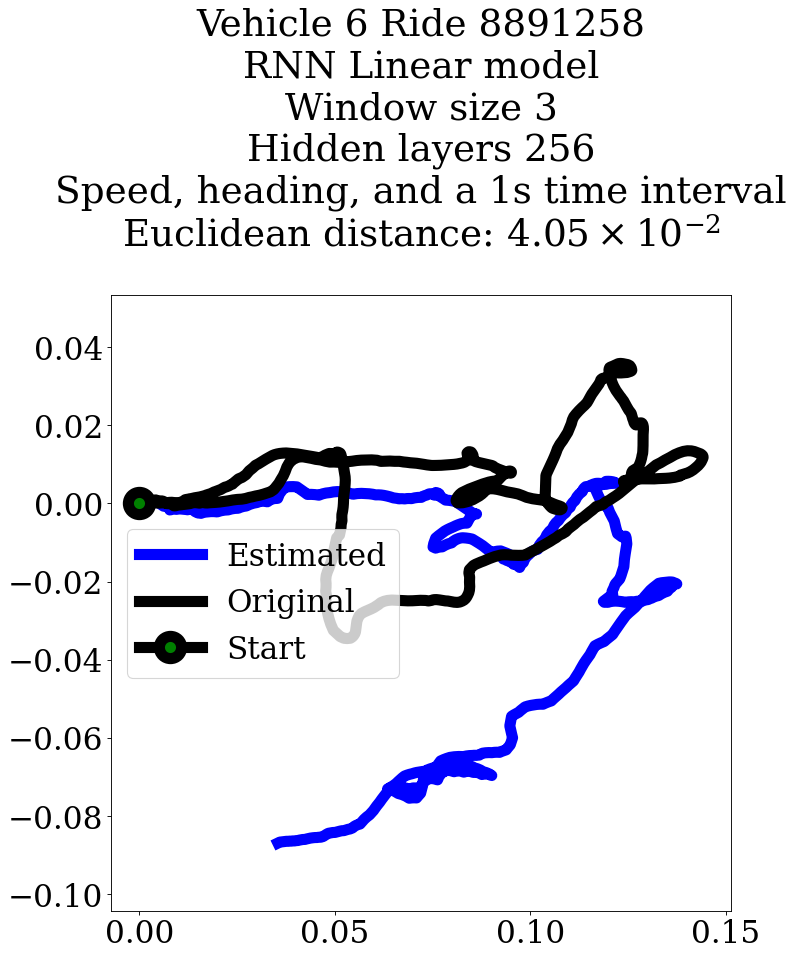 Vehicle 6 Ride 8891258
RNN Linear model
Window size 3
Hidden layers 256
Speed, heading, and a 1s time interval
Euclidean distance: 4.05 × 10⁻²
0.04
0.02
0.00
−0.02
−0.04
−0.06
−0.08
−0.10
Estimated
Original
Start
0.00 0.05 0.10 0.15